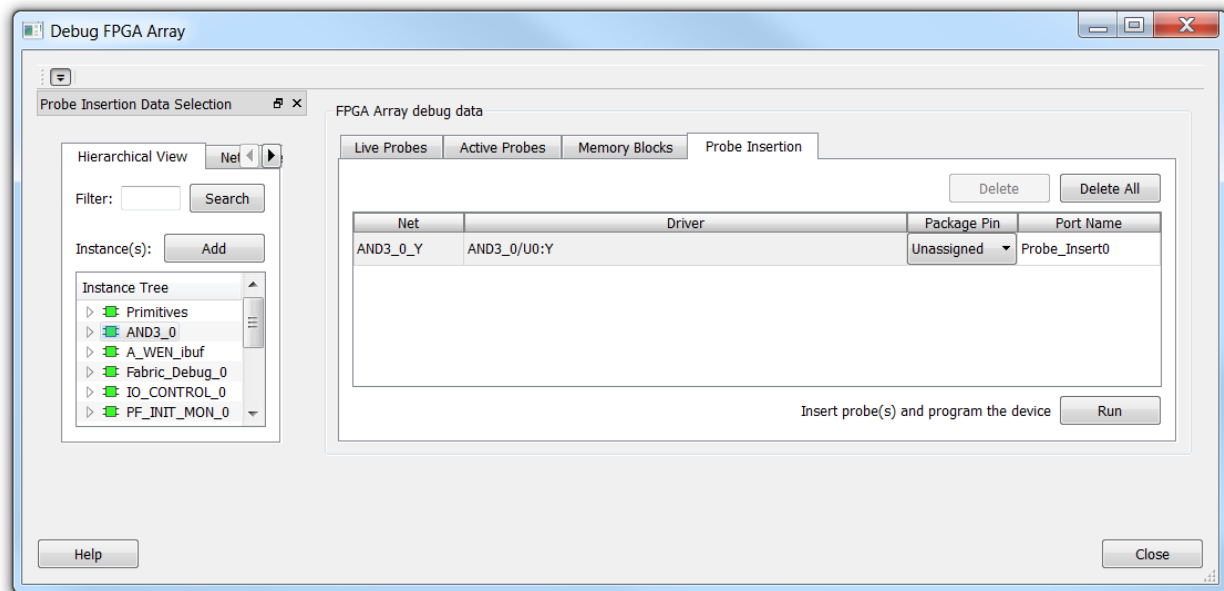 Debug FPGA Array
Probe Insertion Data Selection
Hierarchical View
Net
Filter:
Search
Instance(s):
Add
Instance Tree
Primitives
AND3_0
A_WEN_ibuf
Fabric_Debug_0
IO_CONTROL_0
PF_INIT_MON_0
FPGA Array debug data
Live Probes
Active Probes
Memory Blocks
Probe Insertion
Delete
Delete All
Net
Driver
Package Pin
Port Name
AND3_0_Y
AND3_0/U0:Y
Unassigned
Probe_Insert0
Insert probe(s) and program the device
Run
Help
Close